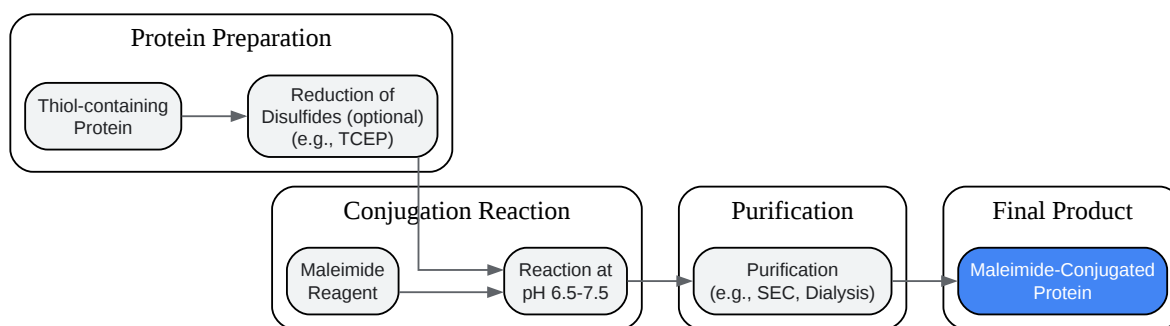 Protein Preparation
Thiol-containing
Protein
Reduction of
Disulfides (optional)
(e.g., TCEP)
Conjugation Reaction
Maleimide
Reagent
Reaction at
pH 6.5-7.5
Purification
Purification
(e.g., SEC, Dialysis)
Final Product
Maleimide-Conjugated
Protein